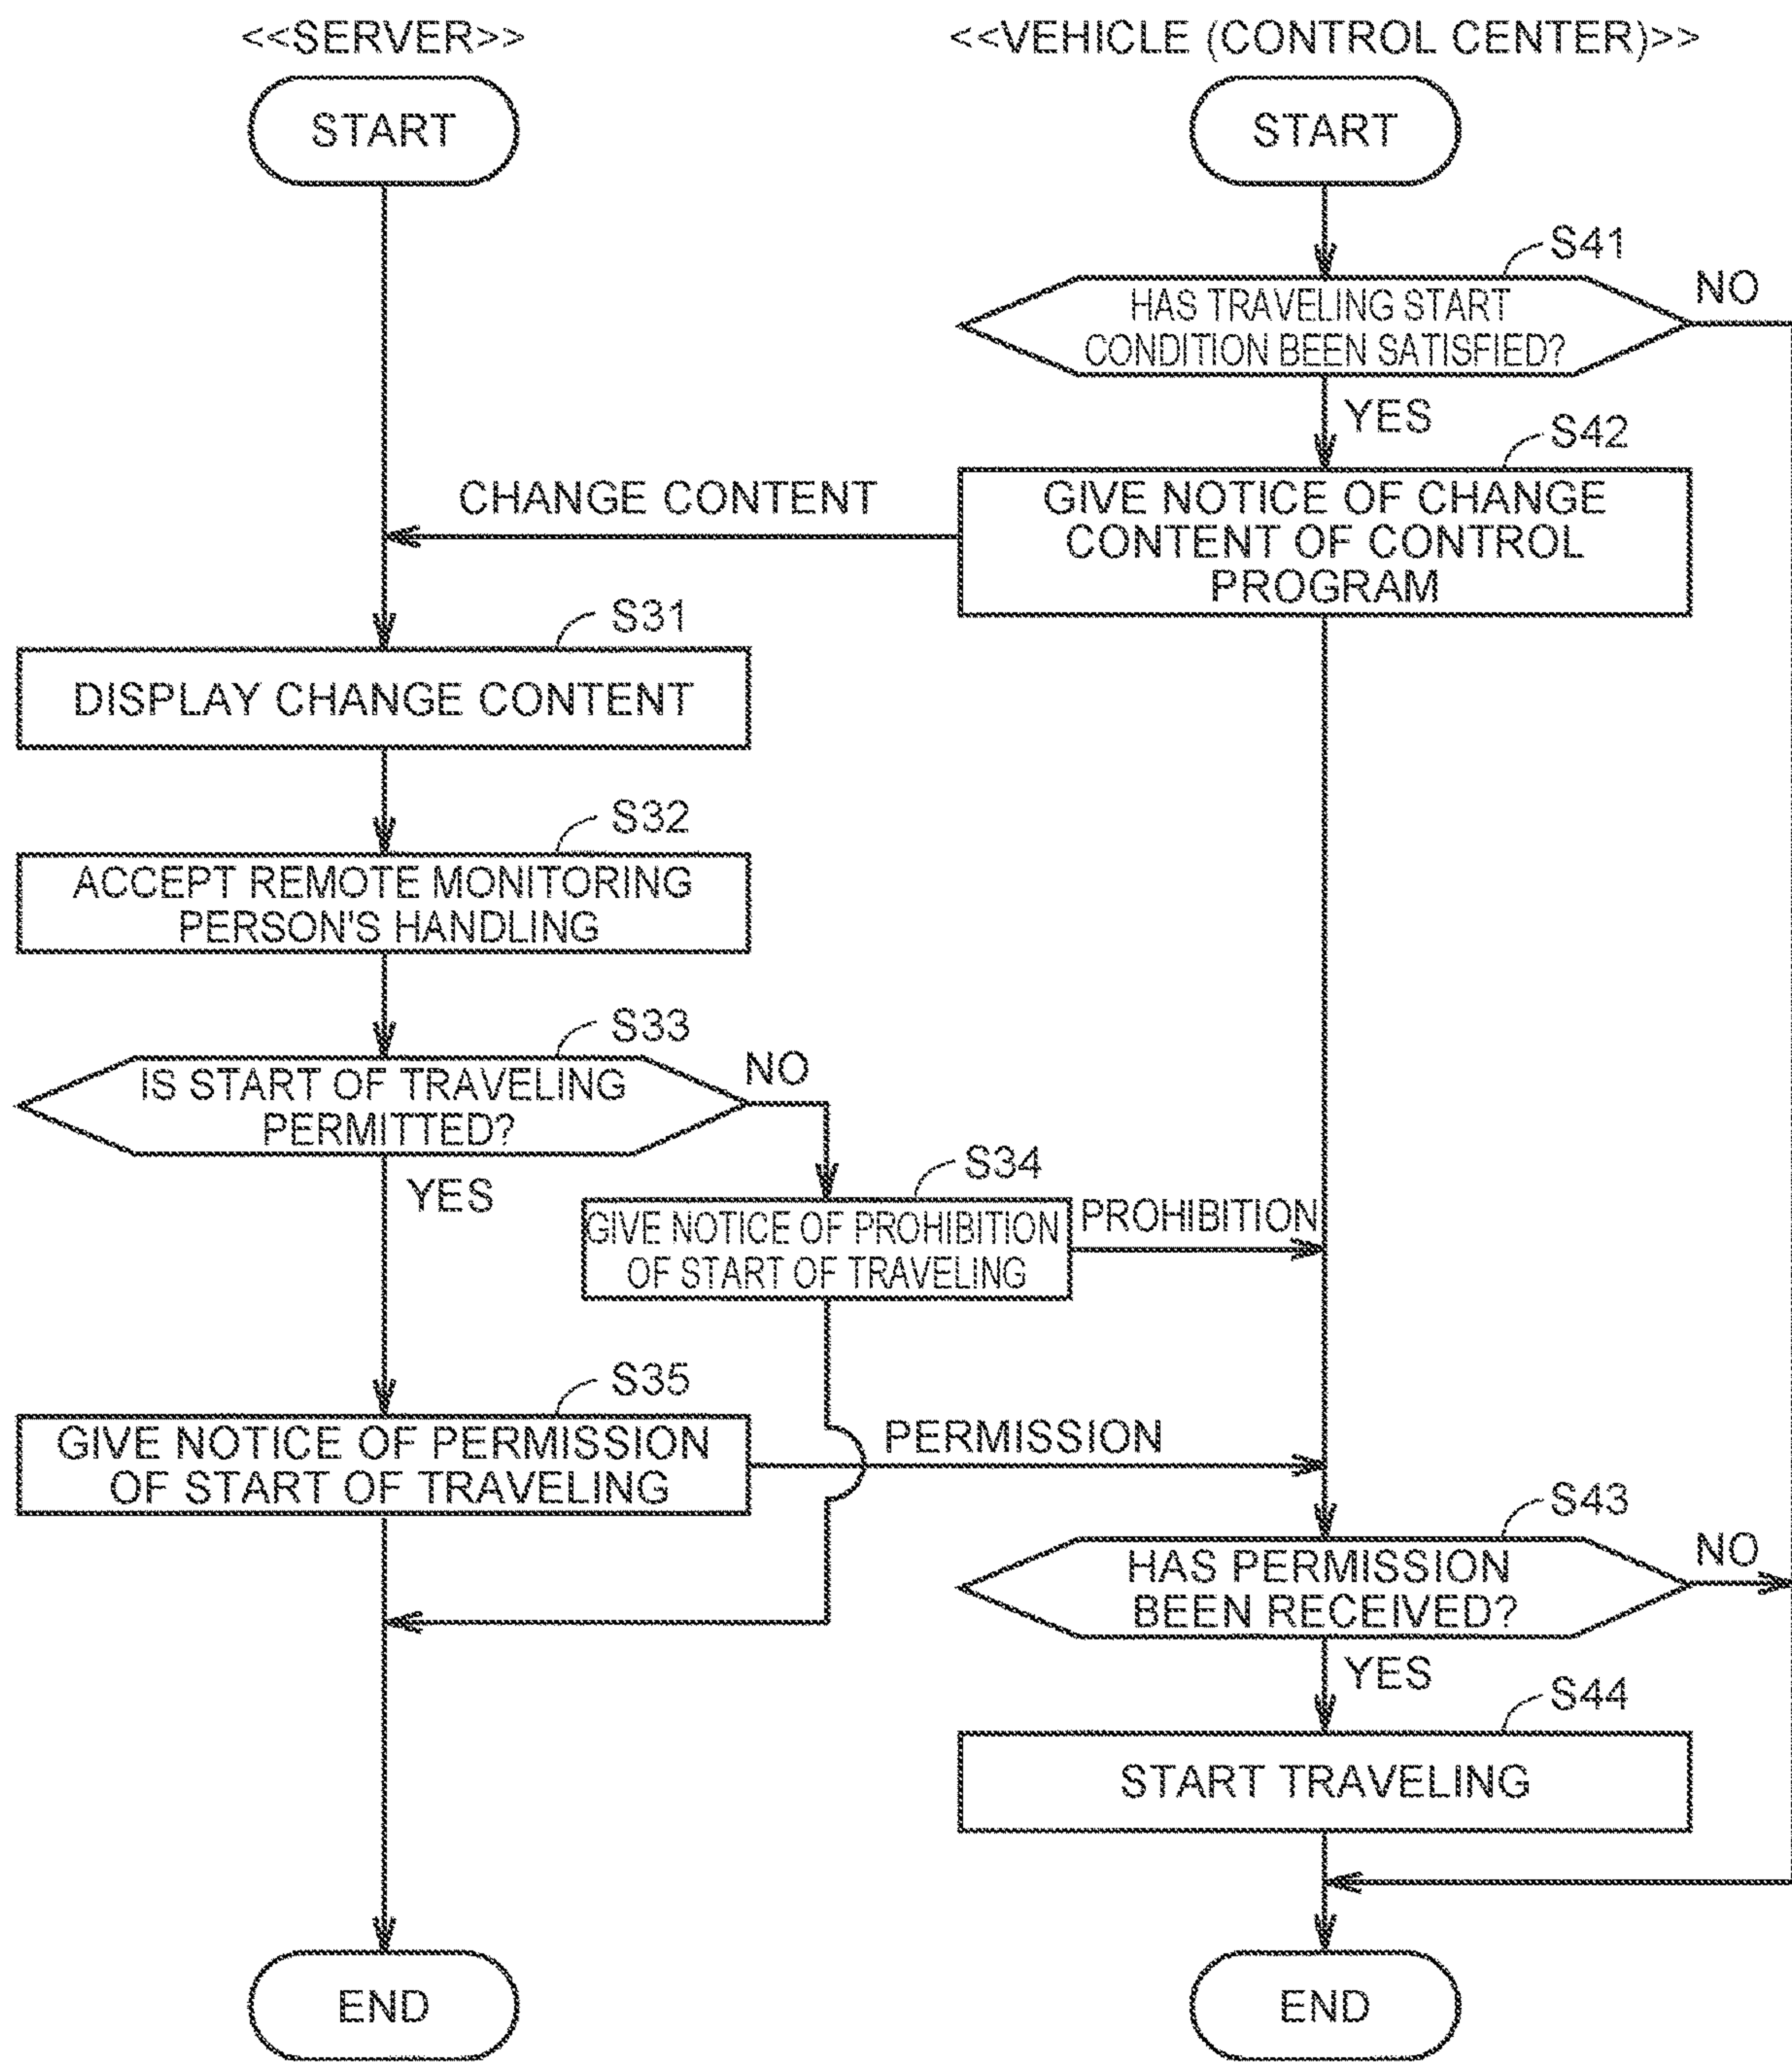 <<SERVER>>
<<VEHICLE (CONTROL CENTER)>>
START
START
S41
HAS TRAVELING START
CONDITION BEEN SATISFIED?
NO
YES
S42
GIVE NOTICE OF CHANGE
CONTENT OF CONTROL
PROGRAM
CHANGE CONTENT
S31
DISPLAY CHANGE CONTENT
S32
ACCEPT REMOTE MONITORING
PERSON'S HANDLING
S33
IS START OF TRAVELING
PERMITTED?
NO
YES
S34
GIVE NOTICE OF PROHIBITION
OF START OF TRAVELING
PROHIBITION
S35
GIVE NOTICE OF PERMISSION
OF START OF TRAVELING
PERMISSION
S43
HAS PERMISSION
BEEN RECEIVED?
NO
YES
S44
START TRAVELING
END
END